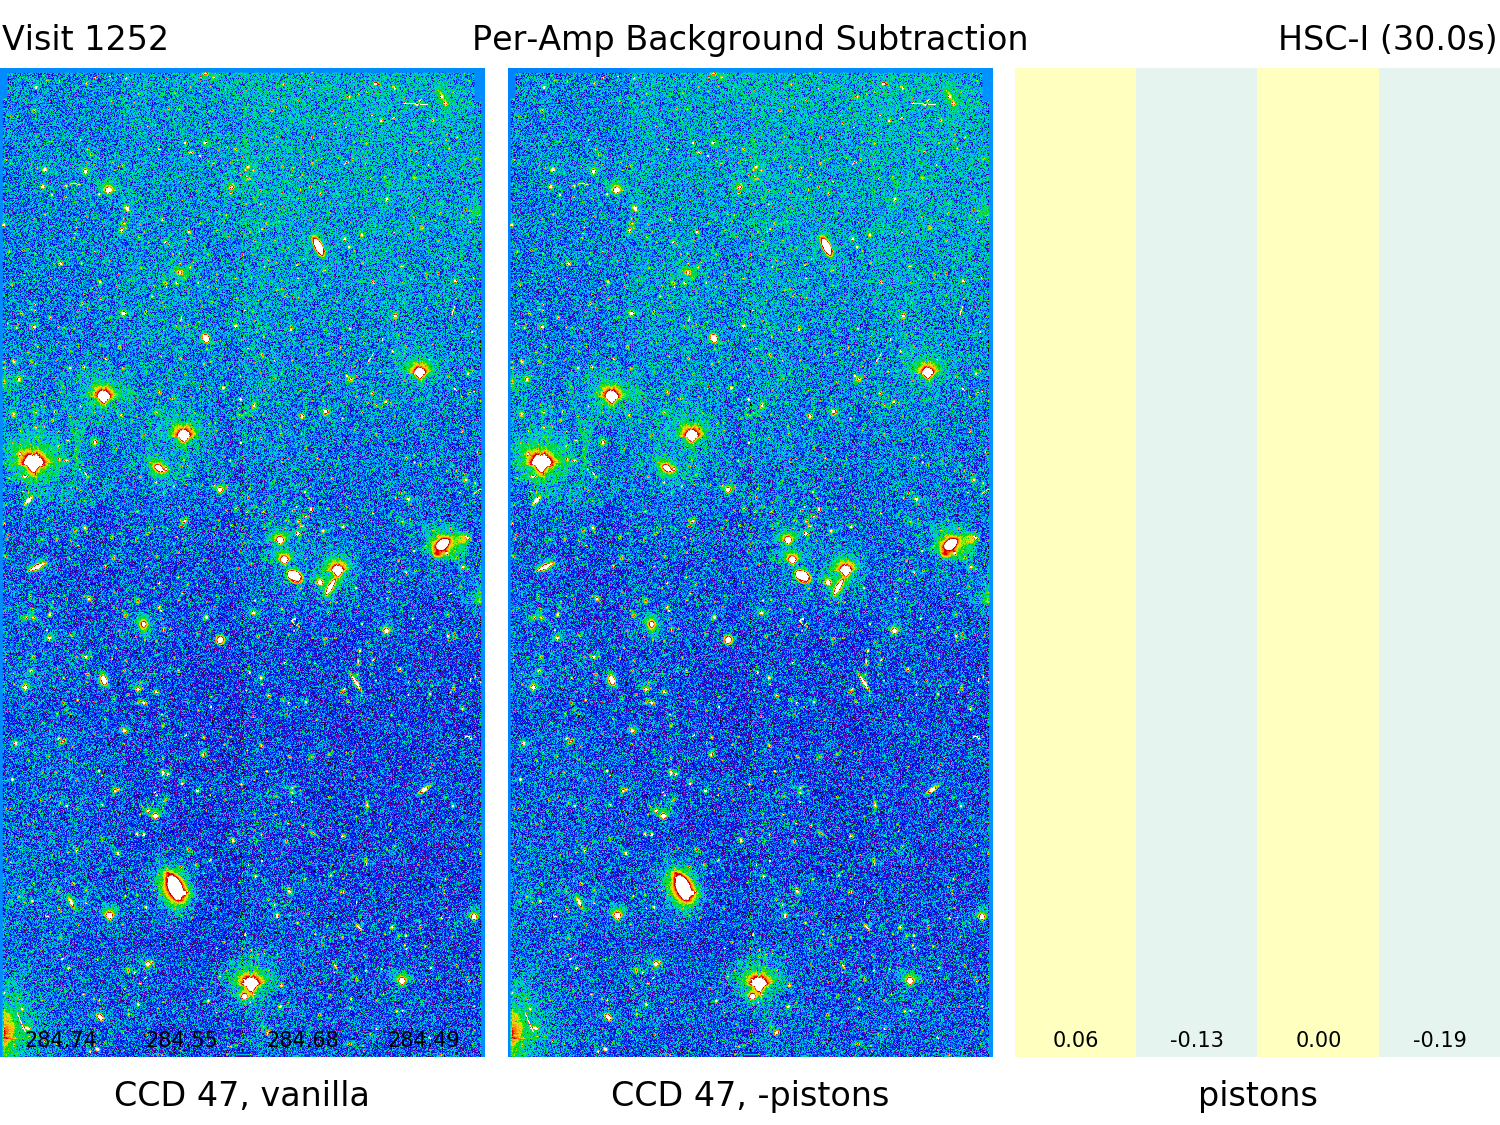 Visit 1252 Per-Amp Background Subtraction HSC-I (30.0s)
284.74 284.55 284.68 284.49 0.06 -0.13 0.00 -0.19
CCD 47, vanilla CCD 47, -pistons pistons